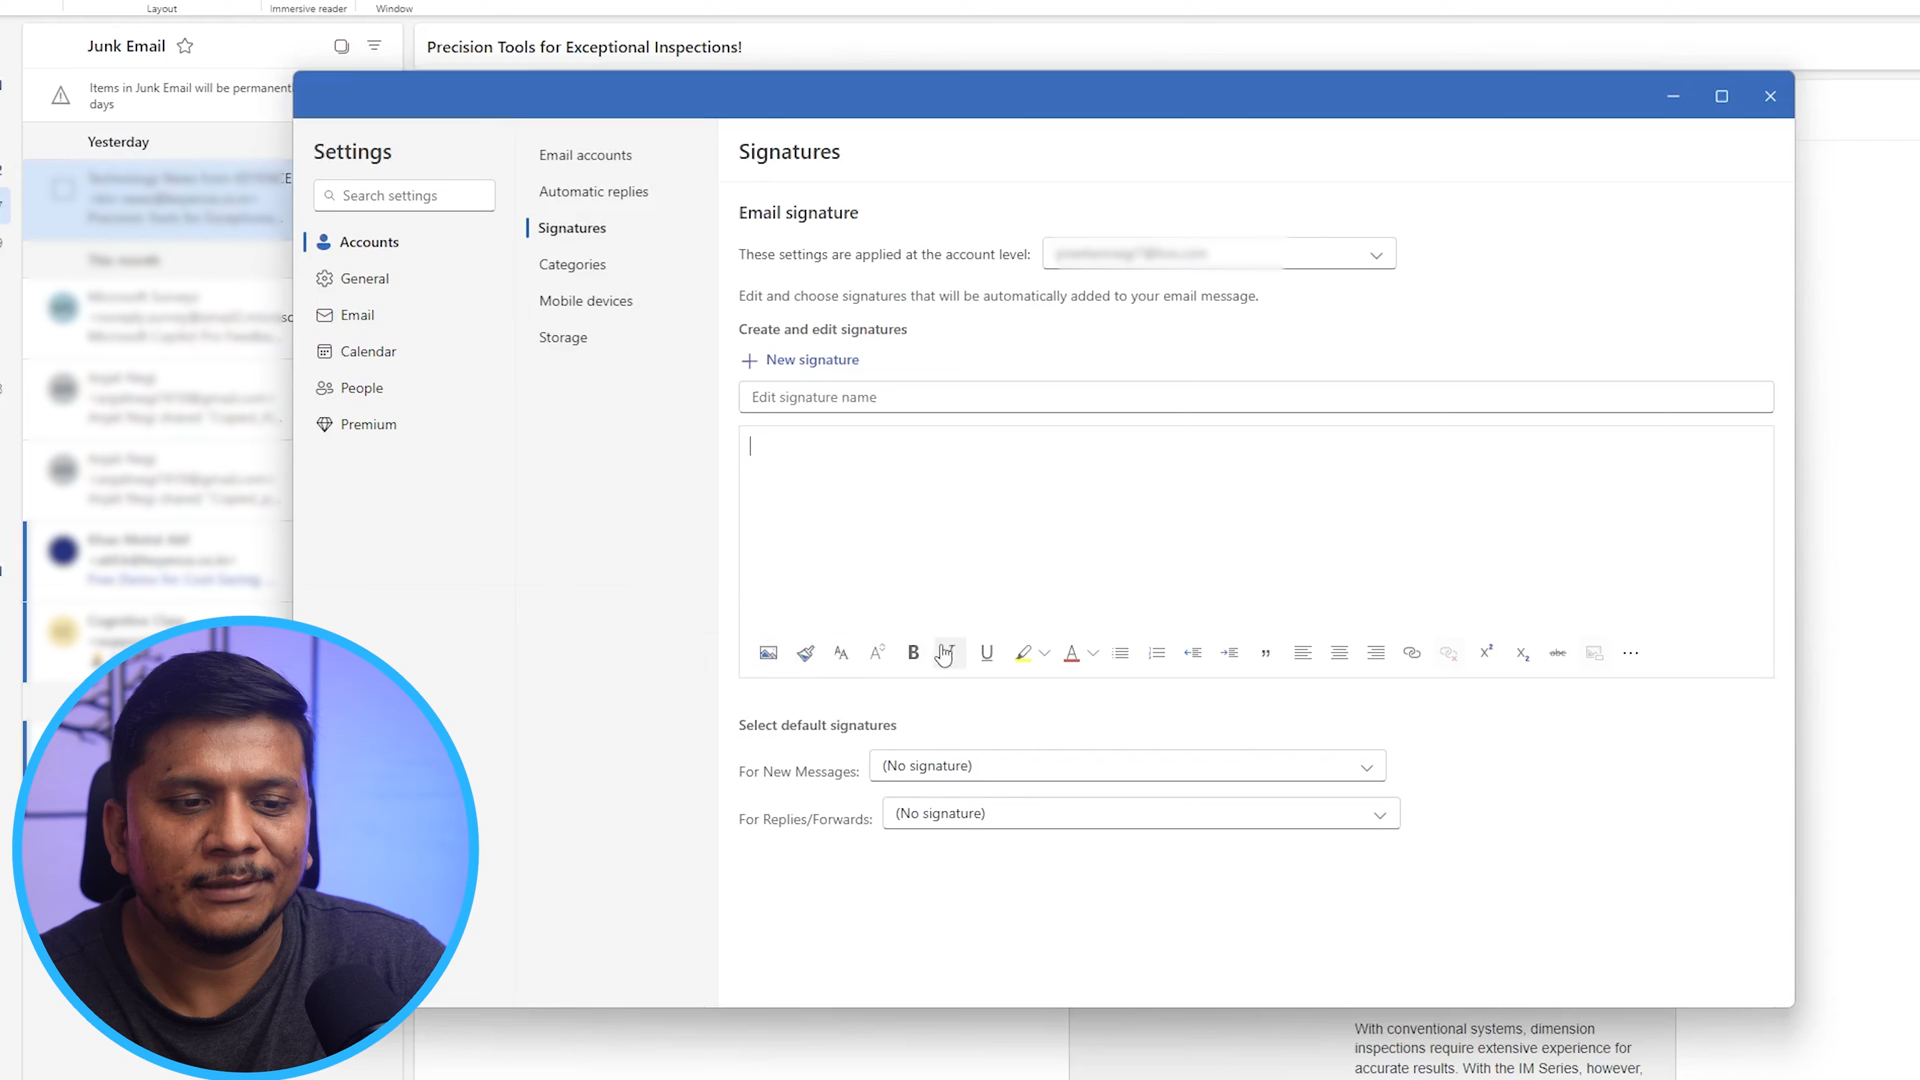 Layout
Immersive reader
Window
Junk Email
Items in Junk Email will be permanent
days
Yesterday
This month
Precision Tools for Exceptional Inspections!
Settings
Search settings
Accounts
General
Email
Calendar
People
Premium
Email accounts
Automatic replies
Signatures
Categories
Mobile devices
Storage
Signatures
Email signature
These settings are applied at the account level:
Edit and choose signatures that will be automatically added to your email message.
Create and edit signatures
New signature
Edit signature name
Select default signatures
For New Messages:
(No signature)
For Replies/Forwards:
(No signature)
With conventional systems, dimension
inspections require extensive experience for
accurate results. With the IM Series, however,